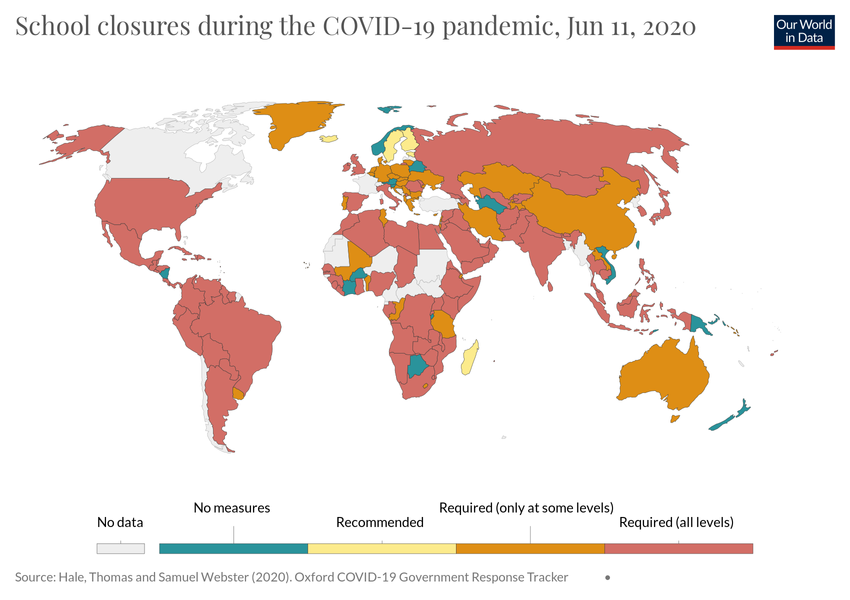 School closures during the COVID-19 pandemic, Jun 11, 2020
Our World
in Data
No data
No measures
Recommended
Required (only at some levels)
Required (all levels)
Source: Hale, Thomas and Samuel Webster (2020). Oxford COVID-19 Government Response Tracker •